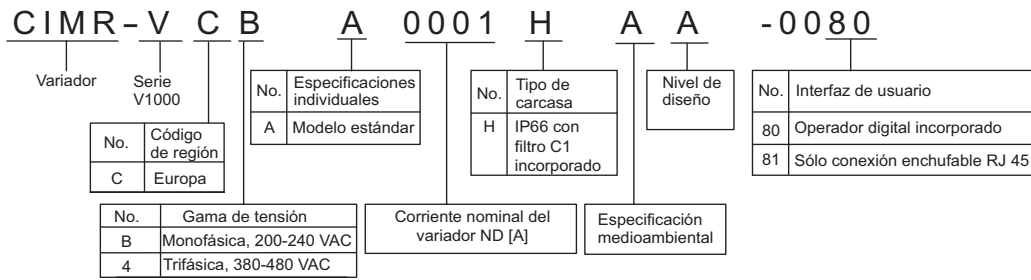 CIMR-V C B A 0001 H A A -0080
Variador
Serie
V1000
No. Especificaciones
individuales
A Modelo estándar
No. Tipo de
carcasa
H IP66 con
filtro C1
incorporado
Nivel de
diseño
No. Interfaz de usuario
80 Operador digital incorporado
81 Sólo conexión enchufable RJ 45
No. Código
de región
C Europa
No. Gama de tensión
B Monofásica, 200-240 VAC
4 Trifásica, 380-480 VAC
Corriente nominal del
variador ND [A]
Especificación
medioambiental